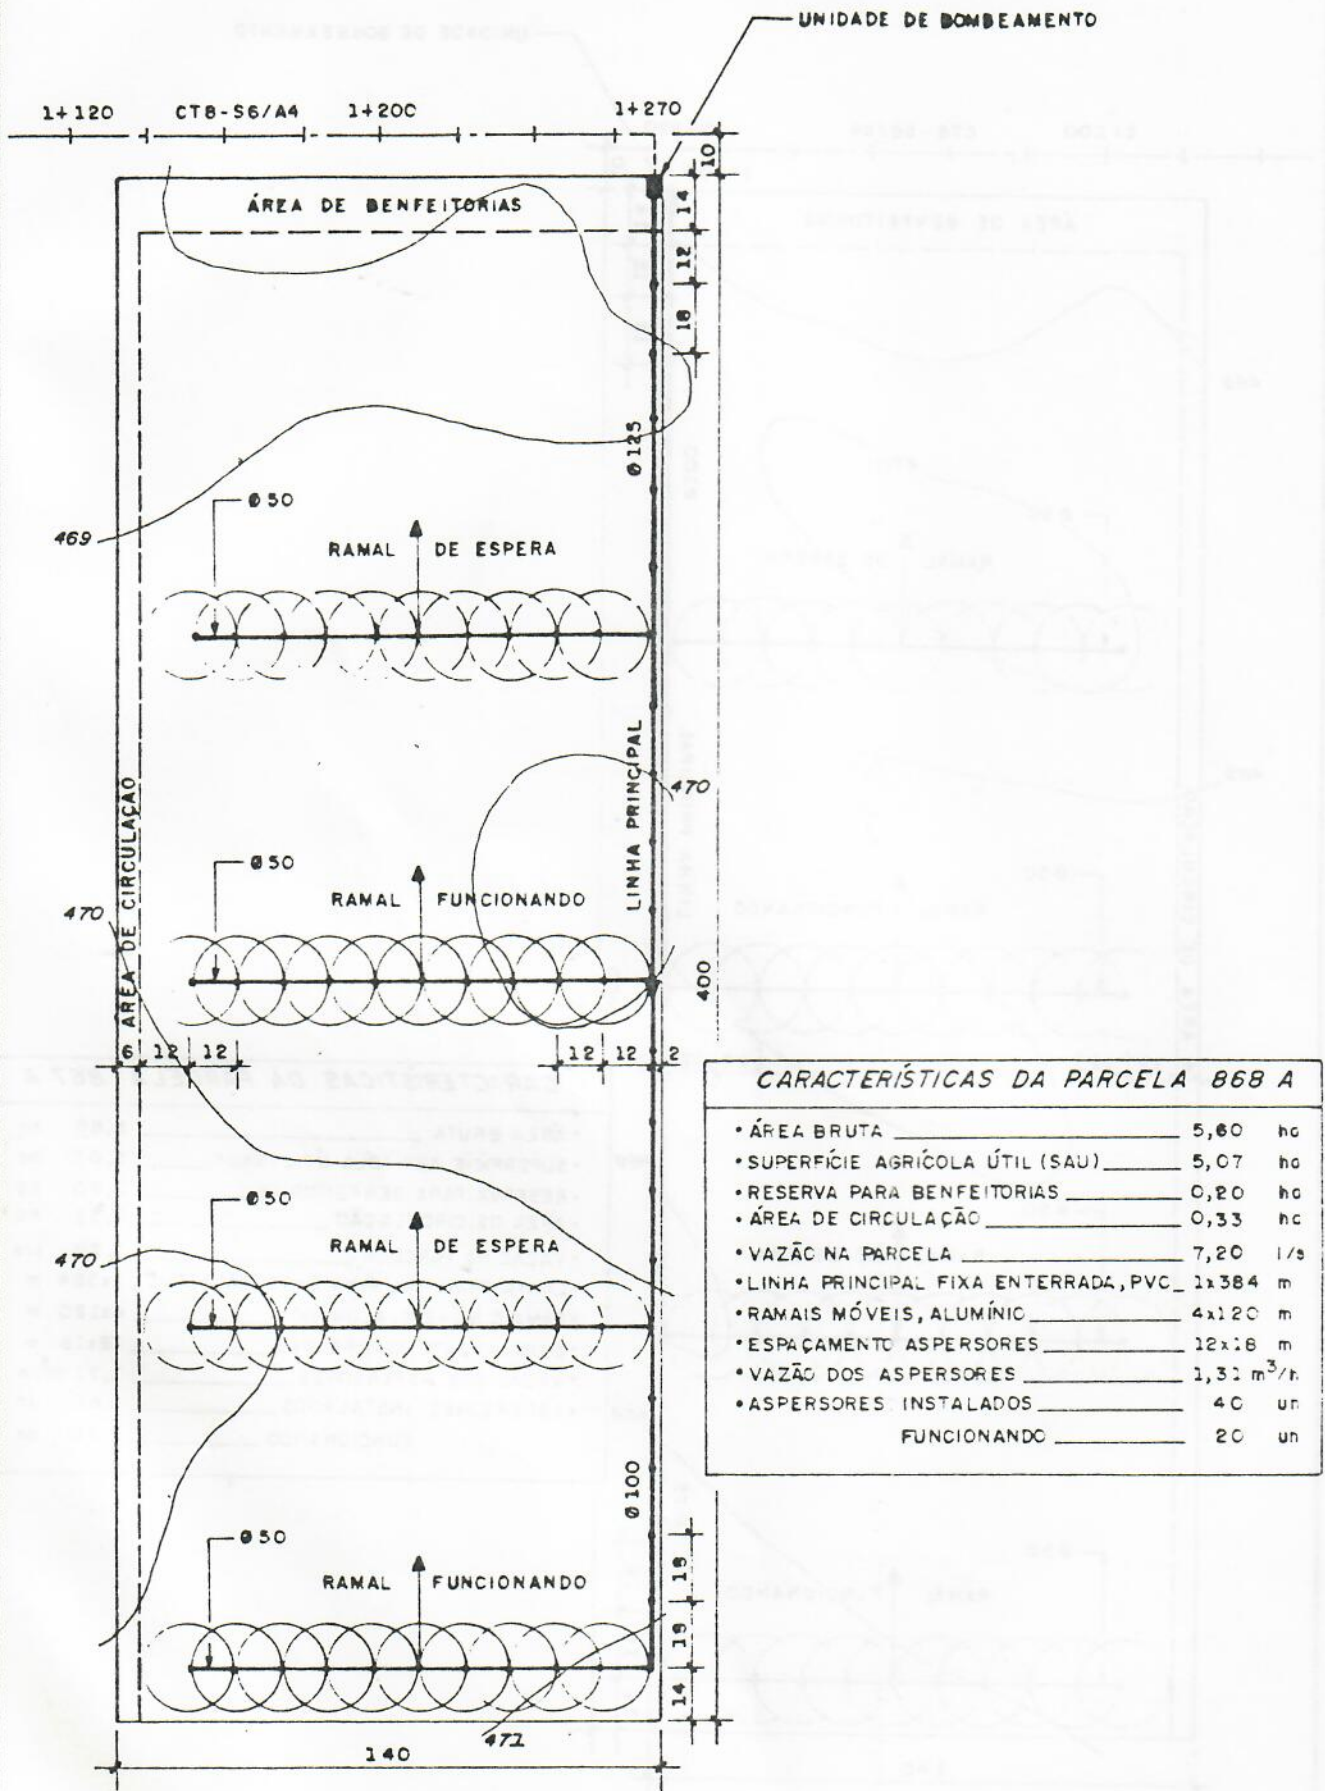 UNIDADE DE BOMBEAMENTO
1+120 CTB-S6/A4 1+200 1+270
10
ÁREA DE BENFEITORIAS
14
12
18
Ø125
Ø50
469
RAMAL DE ESPERA
LINHA PRINCIPAL
ÁREA DE CIRCULAÇÃO
470
Ø50
RAMAL FUNCIONANDO
470
400
6 12 12 12 12 2
CARACTERÍSTICAS DA PARCELA 868 A
• ÁREA BRUTA 5,60 ha
• SUPERFÍCIE AGRÍCOLA ÚTIL (SAU) 5,07 ha
• RESERVA PARA BENFEITORIAS 0,20 ha
• ÁREA DE CIRCULAÇÃO 0,33 ha
• VAZÃO NA PARCELA 7,20 l/s
• LINHA PRINCIPAL FIXA ENTERRADA, PVC 1x384 m
• RAMAIS MÓVEIS, ALUMÍNIO 4x120 m
• ESPAÇAMENTO ASPERSORES 12x18 m
• VAZÃO DOS ASPERSORES 1,31 m³/h
• ASPERSORES INSTALADOS 40 un
FUNCIONANDO 20 un
Ø50
RAMAL DE ESPERA
470
Ø100
Ø50
RAMAL FUNCIONANDO
18
18
14
471
140